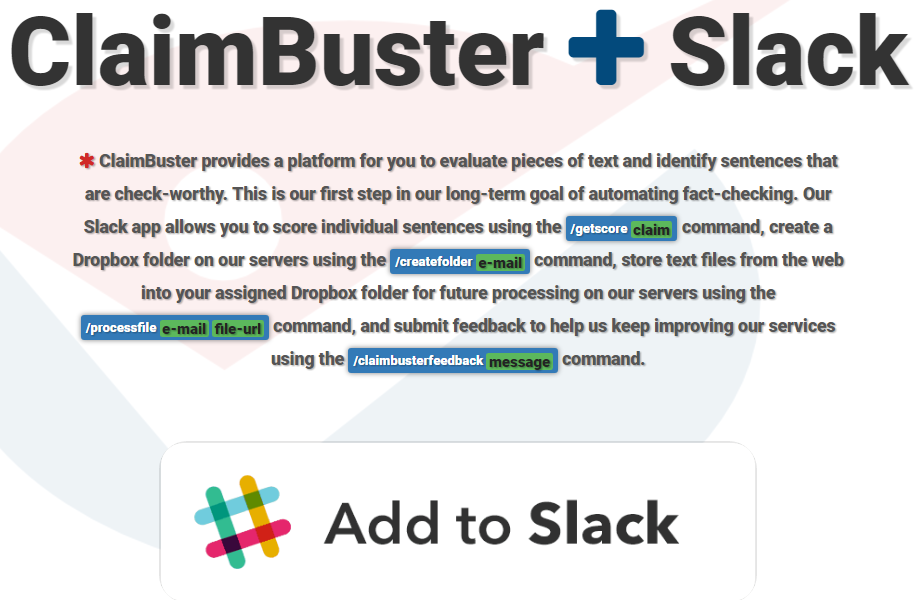 ClaimBuster + Slack
* ClaimBuster provides a platform for you to evaluate pieces of text and identify sentences that
are check-worthy. This is our first step in our long-term goal of automating fact-checking. Our
Slack app allows you to score individual sentences using the /getscore claim command, create a
Dropbox folder on our servers using the /createfolder e-mail command, store text files from the web
into your assigned Dropbox folder for future processing on our servers using the
/processfile e-mail file-url command, and submit feedback to help us keep improving our services
using the /claimbusterfeedback message command.
Add to Slack